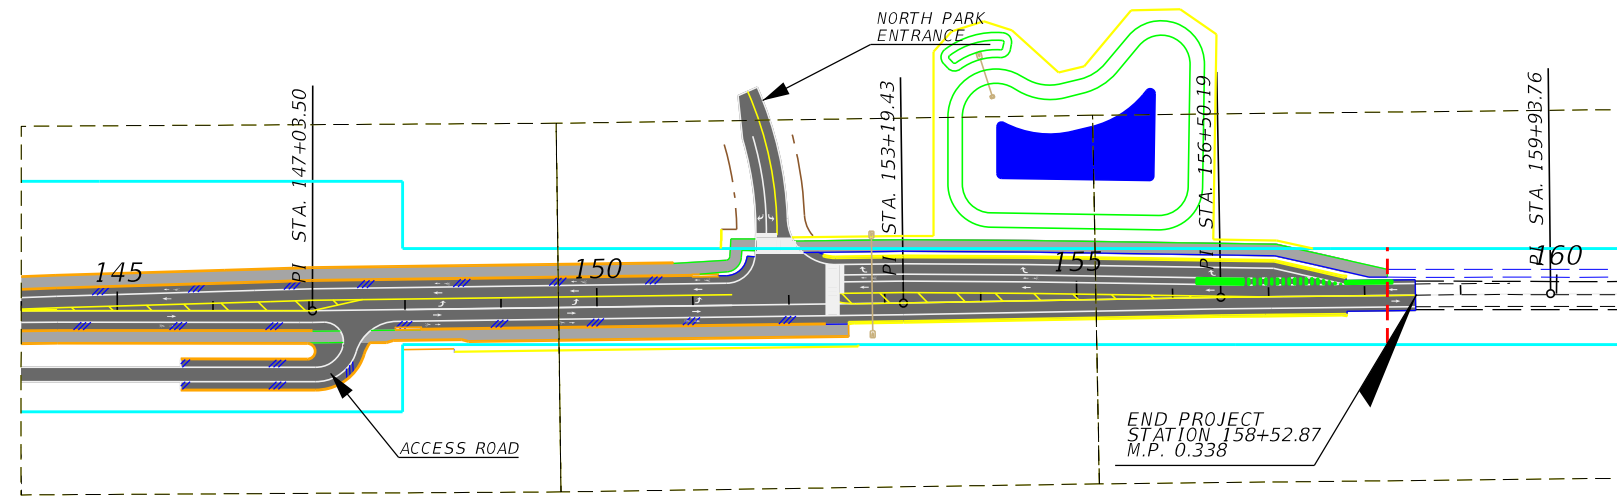 NORTH PARK
ENTRANCE
PI STA. 147+03.50
PI STA. 153+19.43
PI STA. 156+50.19
PI STA. 159+93.76
145
150
155
160
ACCESS ROAD
END PROJECT
STATION 158+52.87
M.P. 0.338